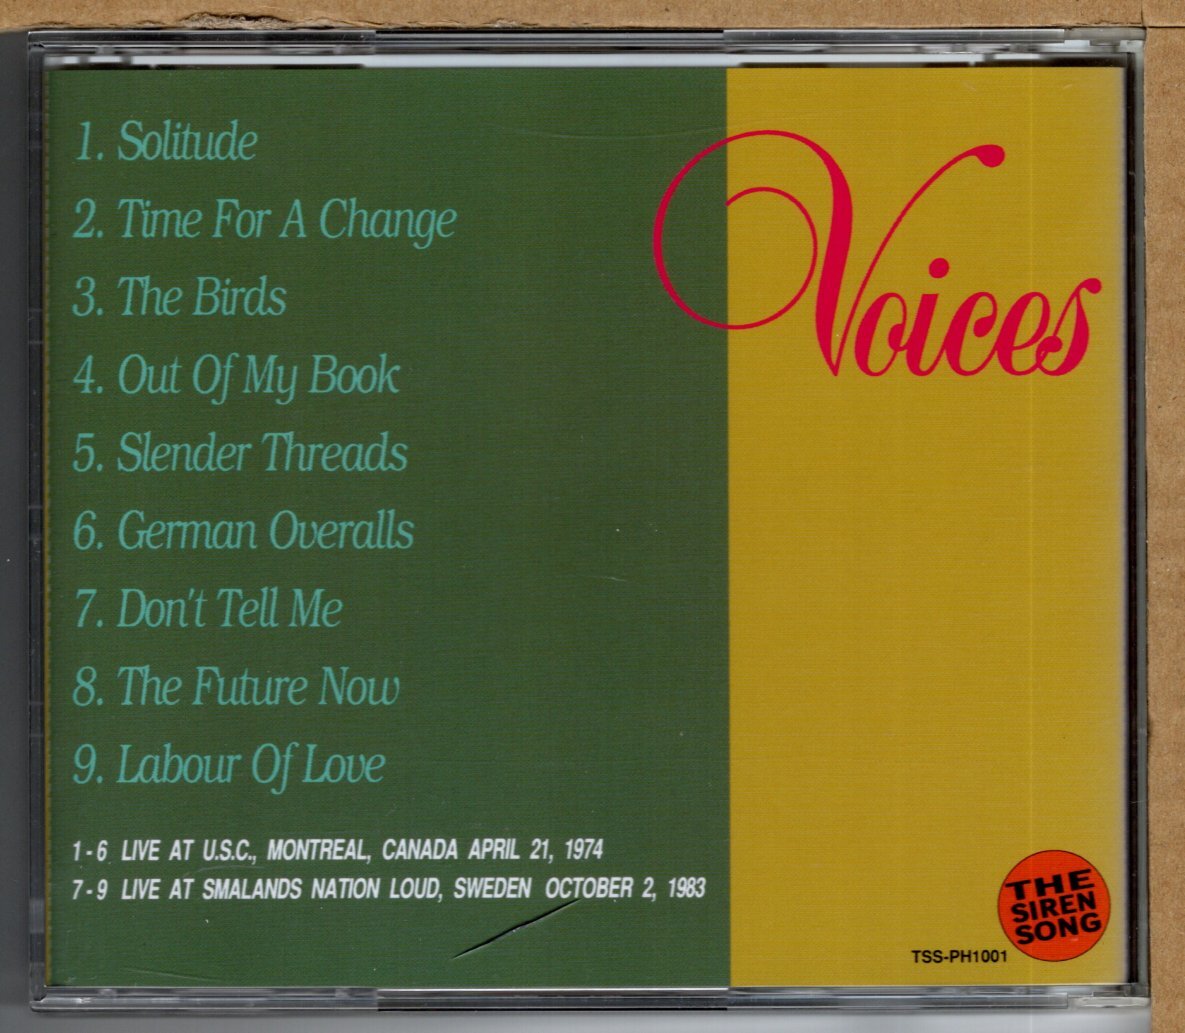 1. Solitude
2. Time For A Change
3. The Birds
4. Out Of My Book
5. Slender Threads
6. German Overalls
7. Don't Tell Me
8. The Future Now
9. Labour Of Love
1-6 LIVE AT U.S.C., MONTREAL, CANADA APRIL 21, 1974
7-9 LIVE AT SMALANDS NATION LOUD, SWEDEN OCTOBER 2, 1983
Voices
THE
SIREN
SONG
TSS-PH1001